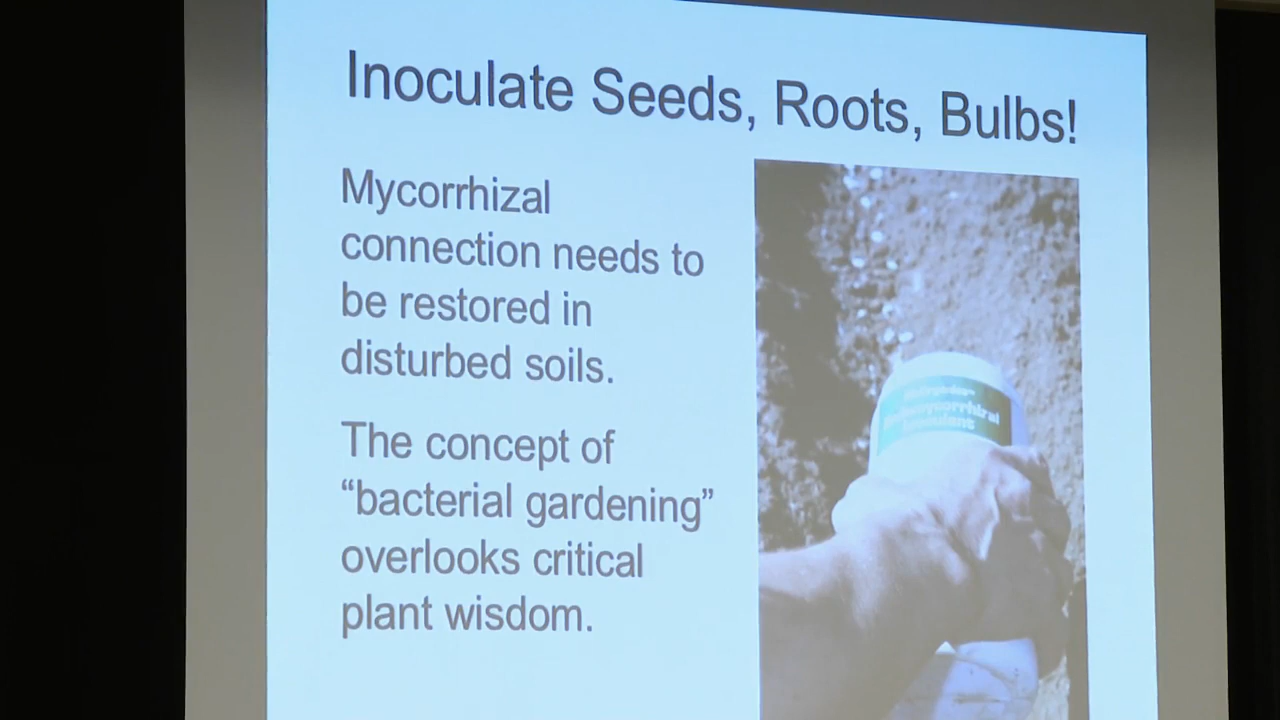 Inoculate Seeds, Roots, Bulbs!
Mycorrhizal
connection needs to
be restored in
disturbed soils.
The concept of
“bacterial gardening”
overlooks critical
plant wisdom.